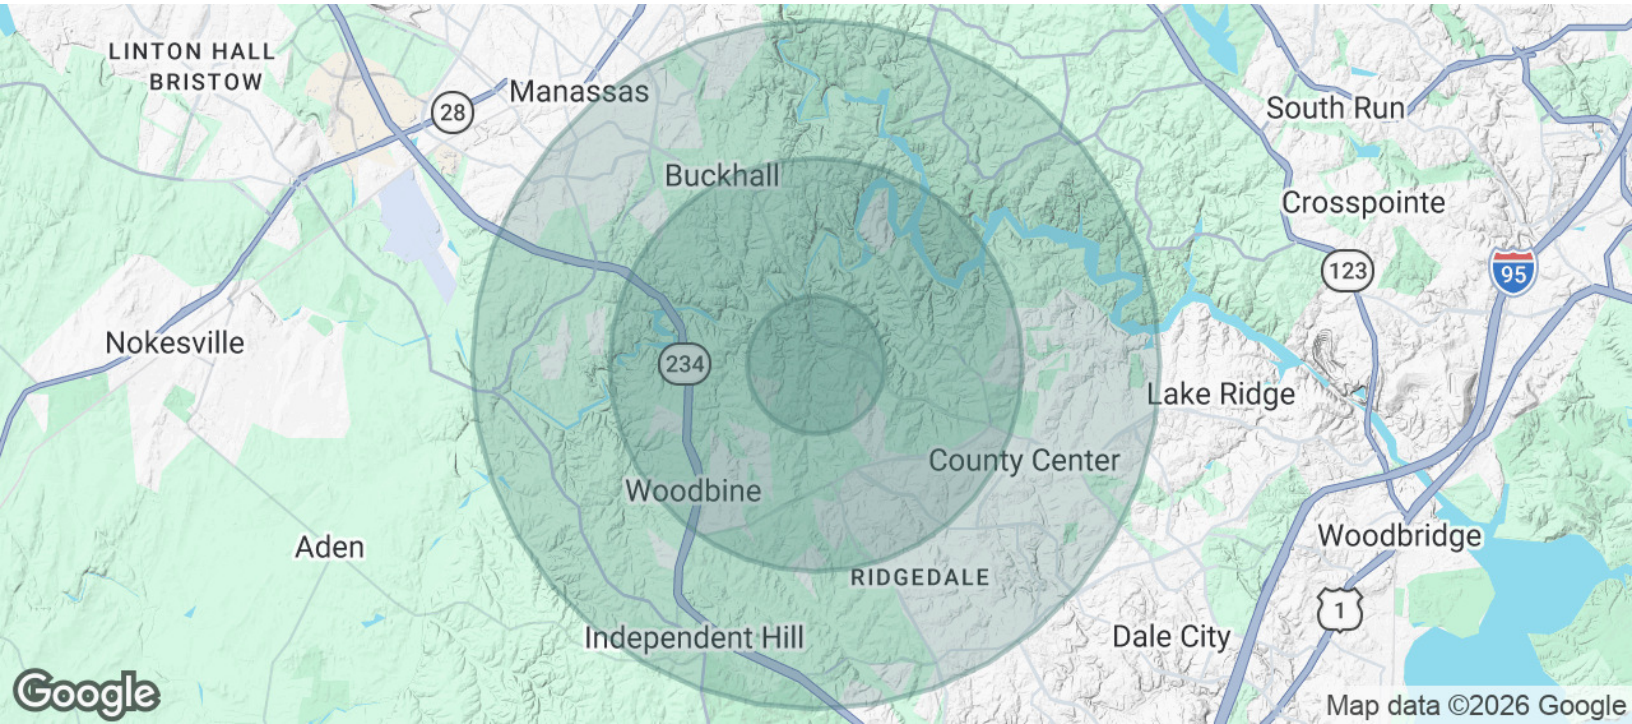 LINTON HALL
BRISTOW
28
Manassas
South Run
Buckhall
Crosspointe
123
95
Nokesville
234
Lake Ridge
County Center
Woodbine
Aden
Woodbridge
RIDGEDALE
1
Independent Hill
Dale City
Google
Map data ©2026 Google